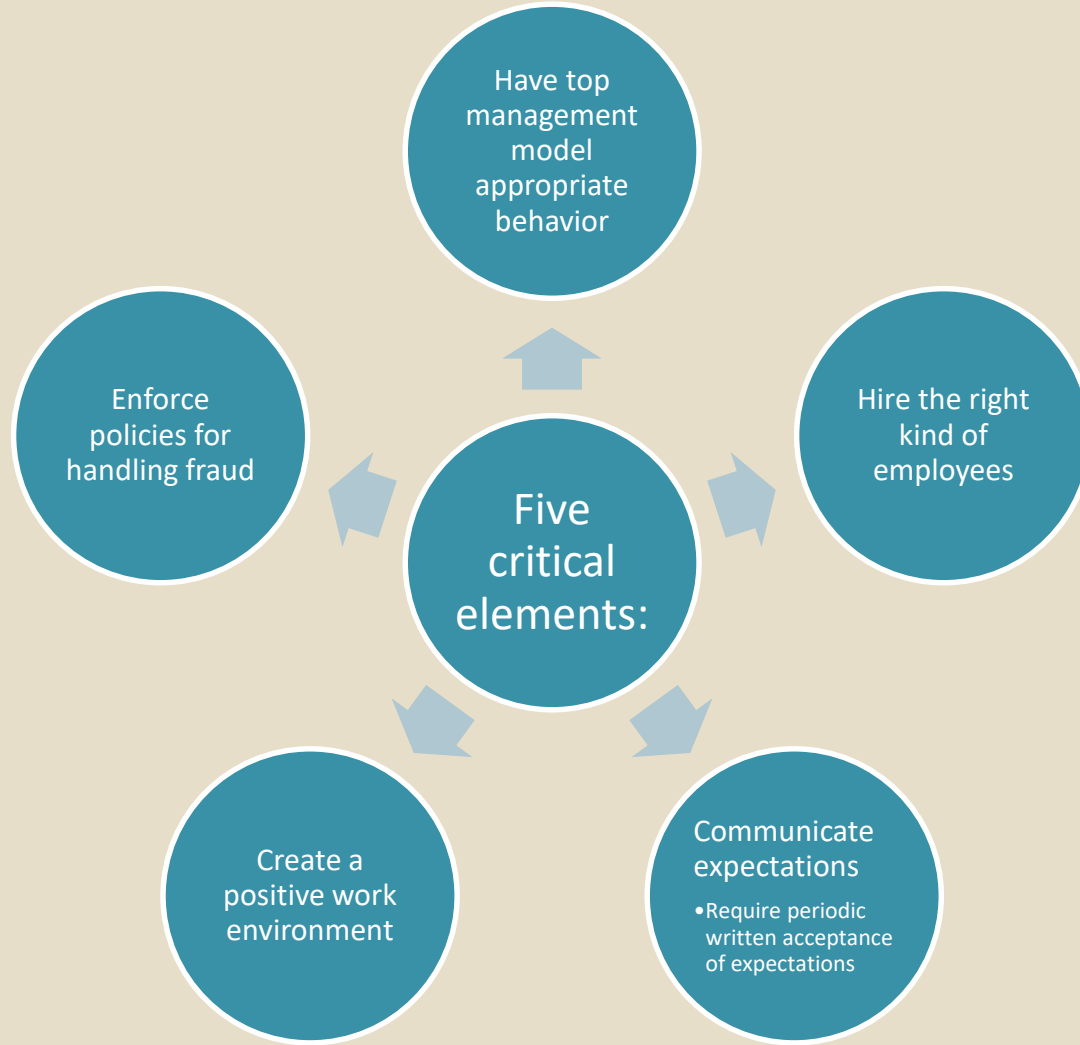 Have top
management
model
appropriate
behavior
Hire the right
kind of
employees
Communicate
expectations
•Require periodic
written acceptance
of expectations
Create a
positive work
environment
Enforce
policies for
handling fraud
Five
critical
elements: